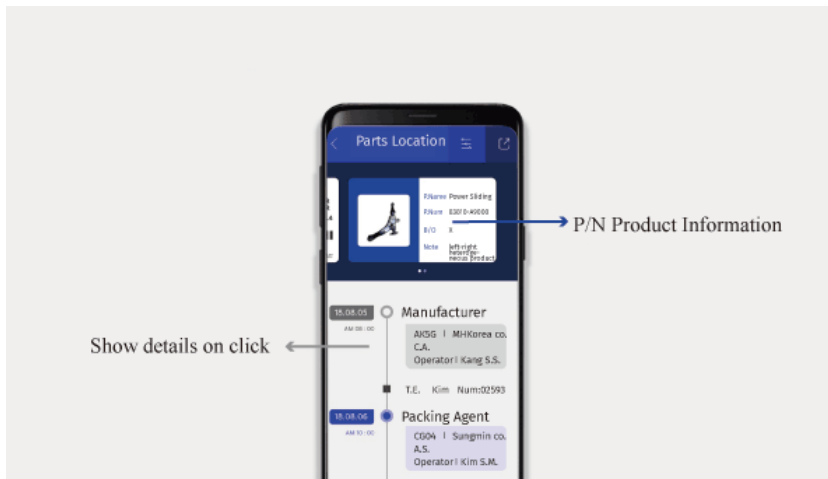 Parts Location
P.Name Power Sliding
P.Num 83010-A9000
B/O X
Note left-right
heterogen-
neous product
P/N Product Information
18.08.05 Manufacturer
AM 08:00
AK5G | MHKorea co.
C.A.
Operator | Kang S.S.
Show details on click
T.E. Kim Num:02593
18.08.06 Packing Agent
AM 10:00
CG04 | Sungmin co.
A.S.
Operator | Kim S.M.